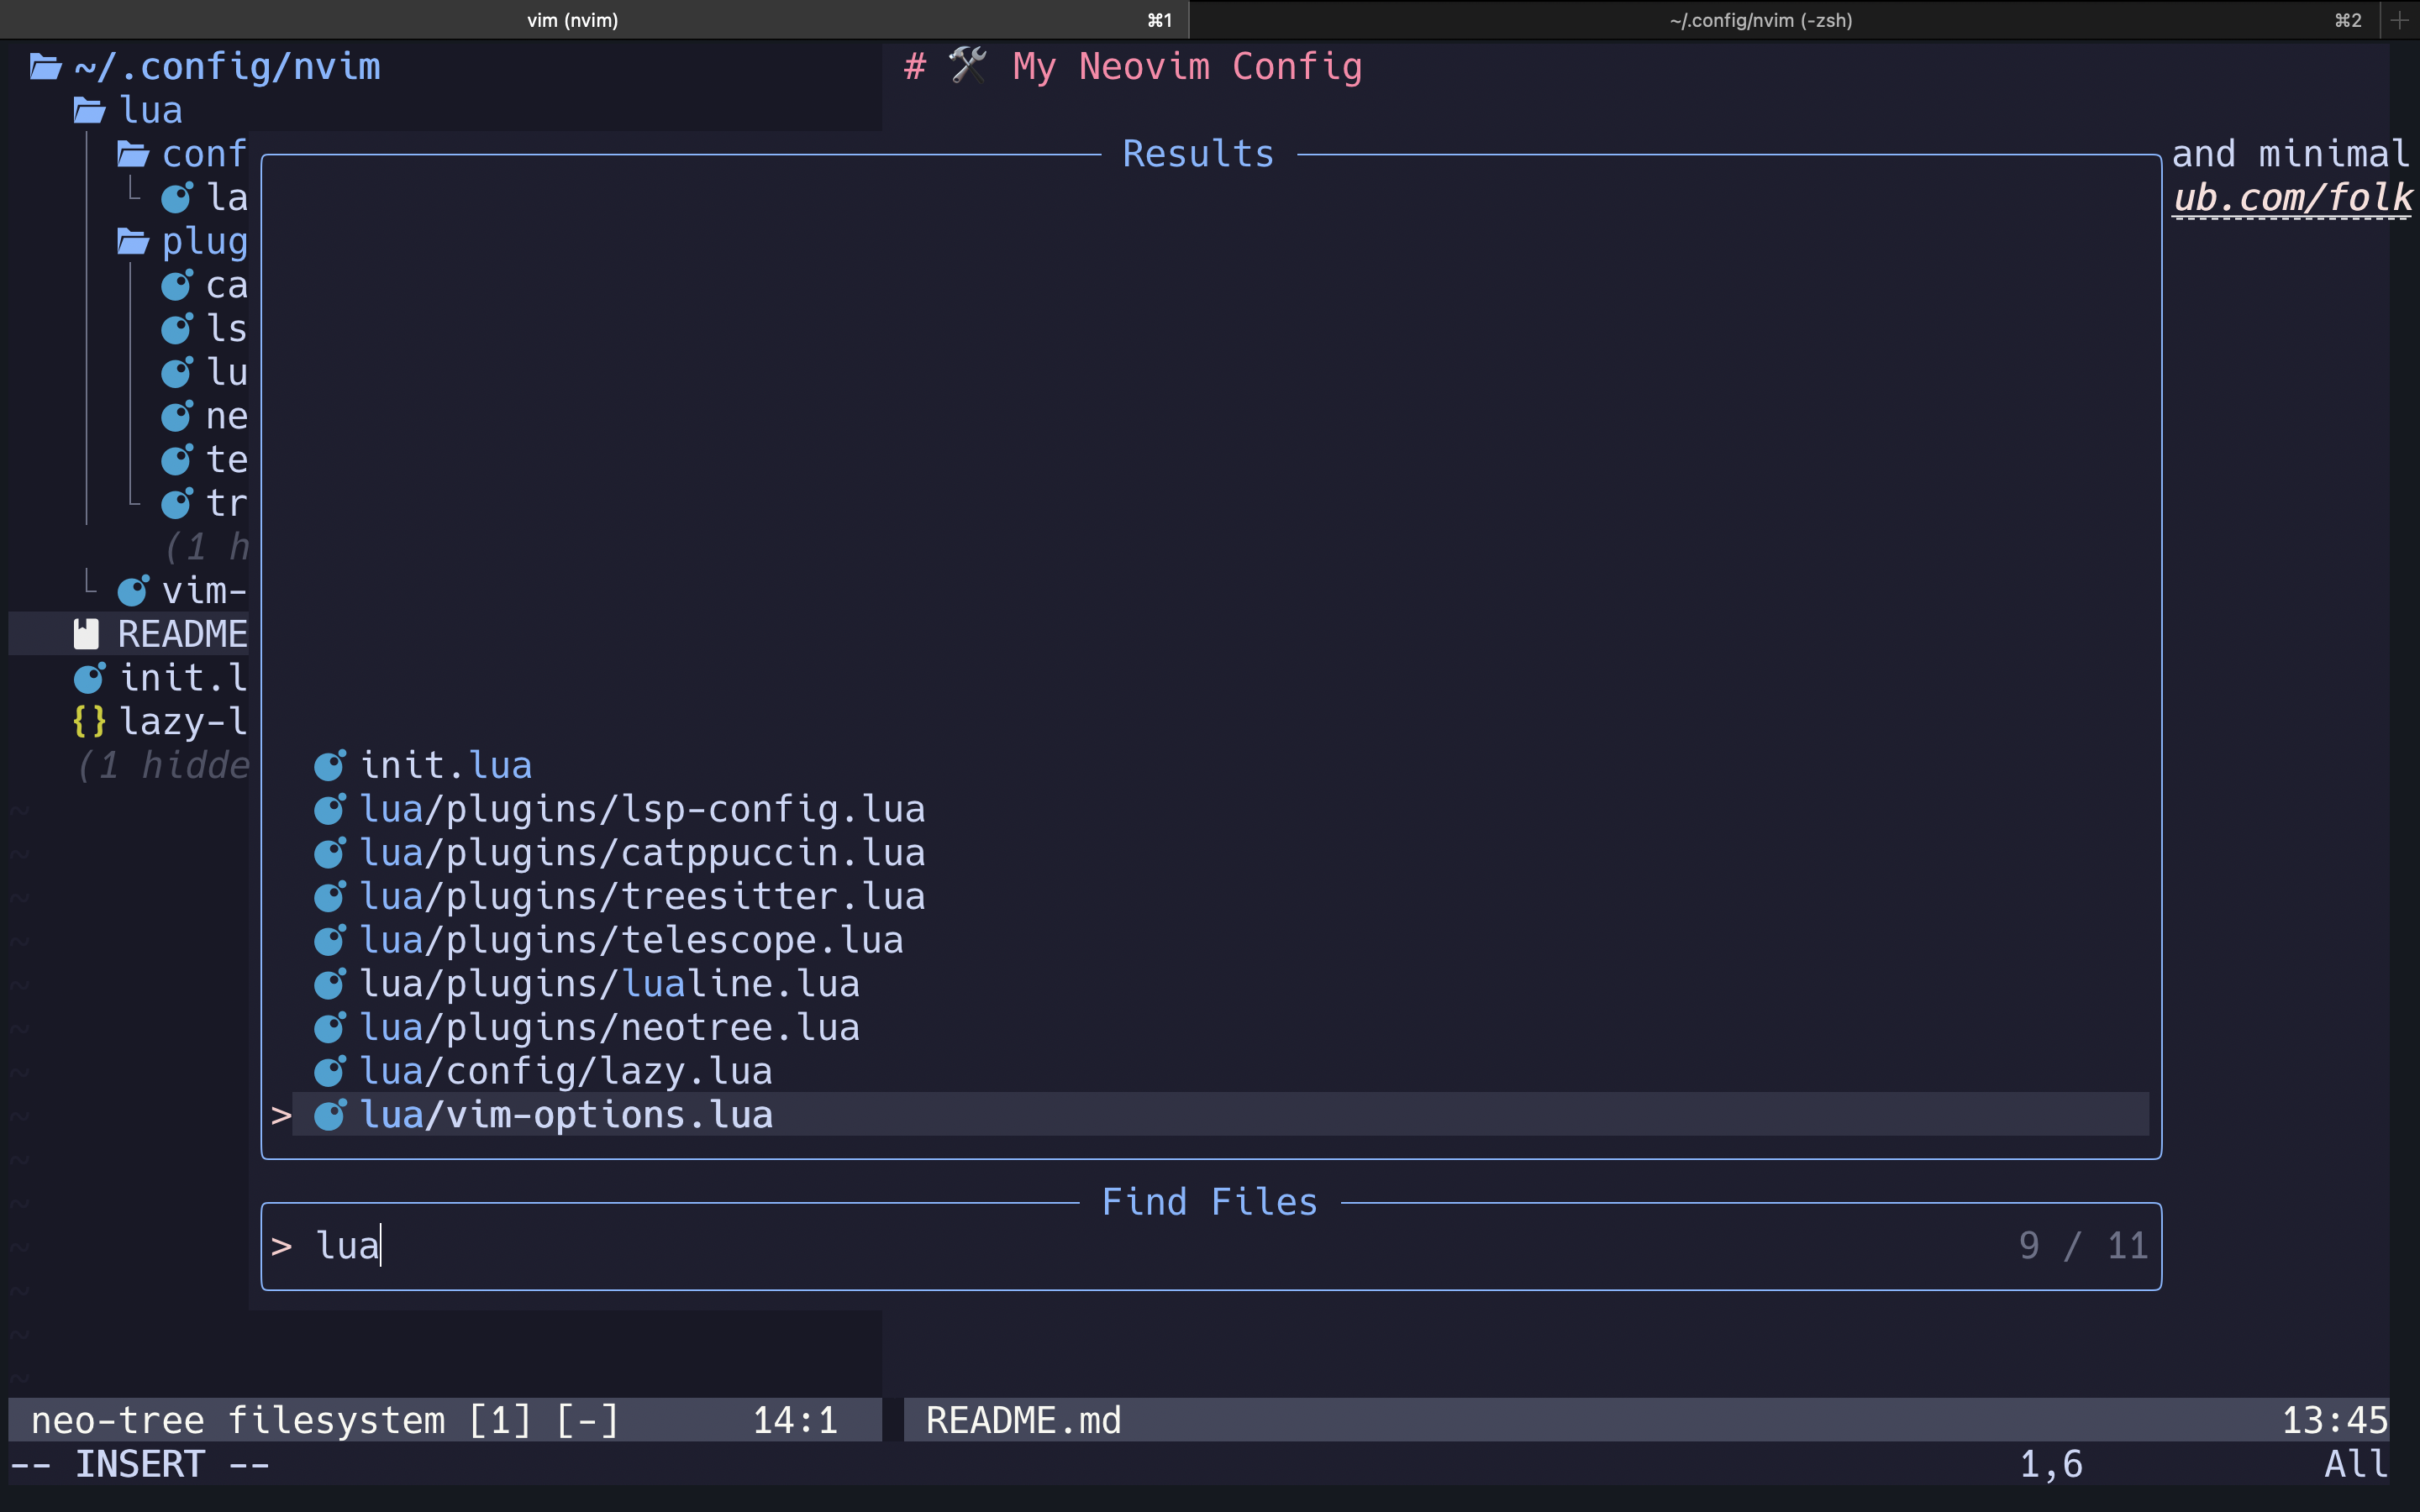 vim (nvim) ⌘1 ~/.config/nvim (-zsh) ⌘2
~/.config/nvim
lua
conf
la
plug
ca
ls
lu
ne
te
tr
(1 h
vim-
README
init.l
{} lazy-l
(1 hidde
~
~
~
~
~
~
~
~
~
~
~
~
~
~
# 🛠 My Neovim Config
and minimal
ub.com/folk
Results
init.lua
lua/plugins/lsp-config.lua
lua/plugins/catppuccin.lua
lua/plugins/treesitter.lua
lua/plugins/telescope.lua
lua/plugins/lualine.lua
lua/plugins/neotree.lua
lua/config/lazy.lua
> lua/vim-options.lua
Find Files
> lua 9 / 11
neo-tree filesystem [1] [-] 14:1 README.md 13:45
-- INSERT -- 1,6 All